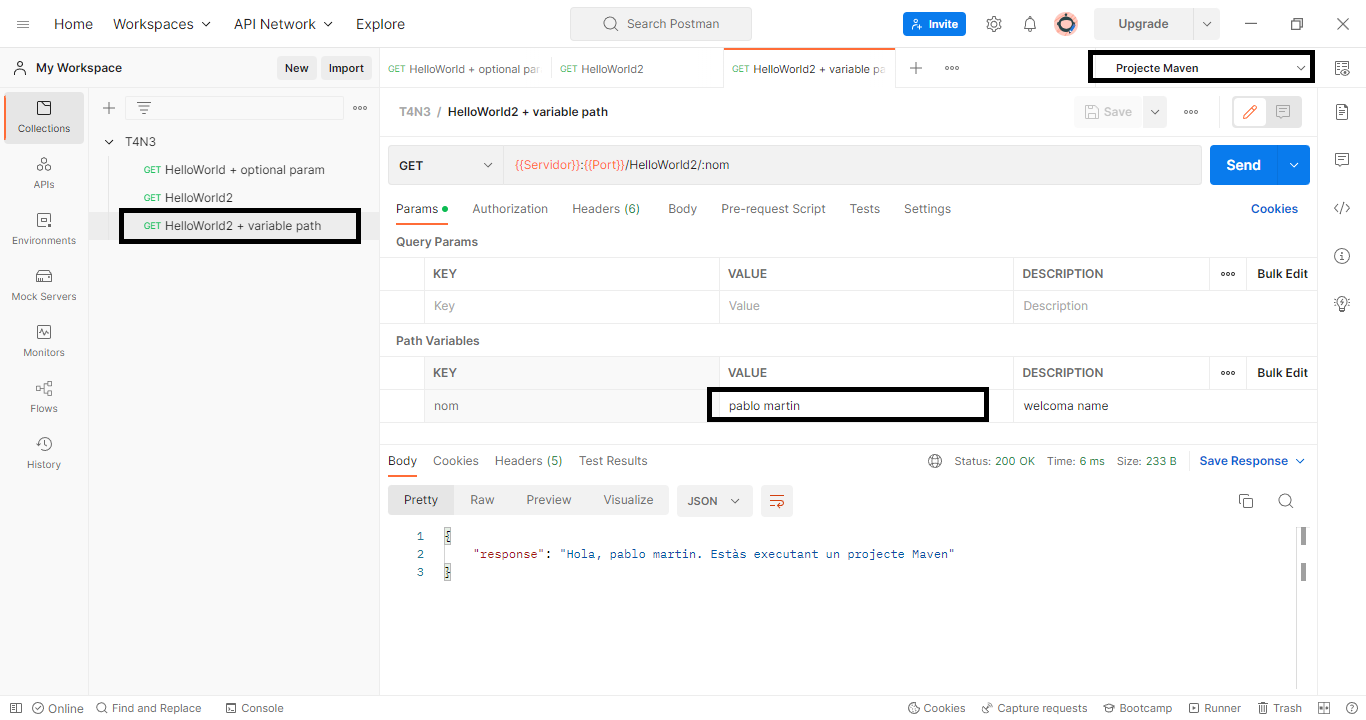 Home Workspaces API Network Explore Search Postman Invite Upgrade
My Workspace New Import GET HelloWorld + optional par GET HelloWorld2 GET HelloWorld2 + variable pa Projecte Maven
Collections
APIs
Environments
Mock Servers
Monitors
Flows
History
T4N3
GET HelloWorld + optional param
GET HelloWorld2
GET HelloWorld2 + variable path
T4N3 / HelloWorld2 + variable path Save
GET {{Servidor}}:{{Port}}/HelloWorld2/:nom Send
Params Authorization Headers (6) Body Pre-request Script Tests Settings Cookies
Query Params
KEY VALUE DESCRIPTION Bulk Edit
Key Value Description
Path Variables
KEY VALUE DESCRIPTION Bulk Edit
nom pablo martin welcoma name
Body Cookies Headers (5) Test Results Status: 200 OK Time: 6 ms Size: 233 B Save Response
Pretty Raw Preview Visualize JSON
1 {
2 "response": "Hola, pablo martin. Estàs executant un projecte Maven"
3 }
Online Find and Replace Console Cookies Capture requests Bootcamp Runner Trash